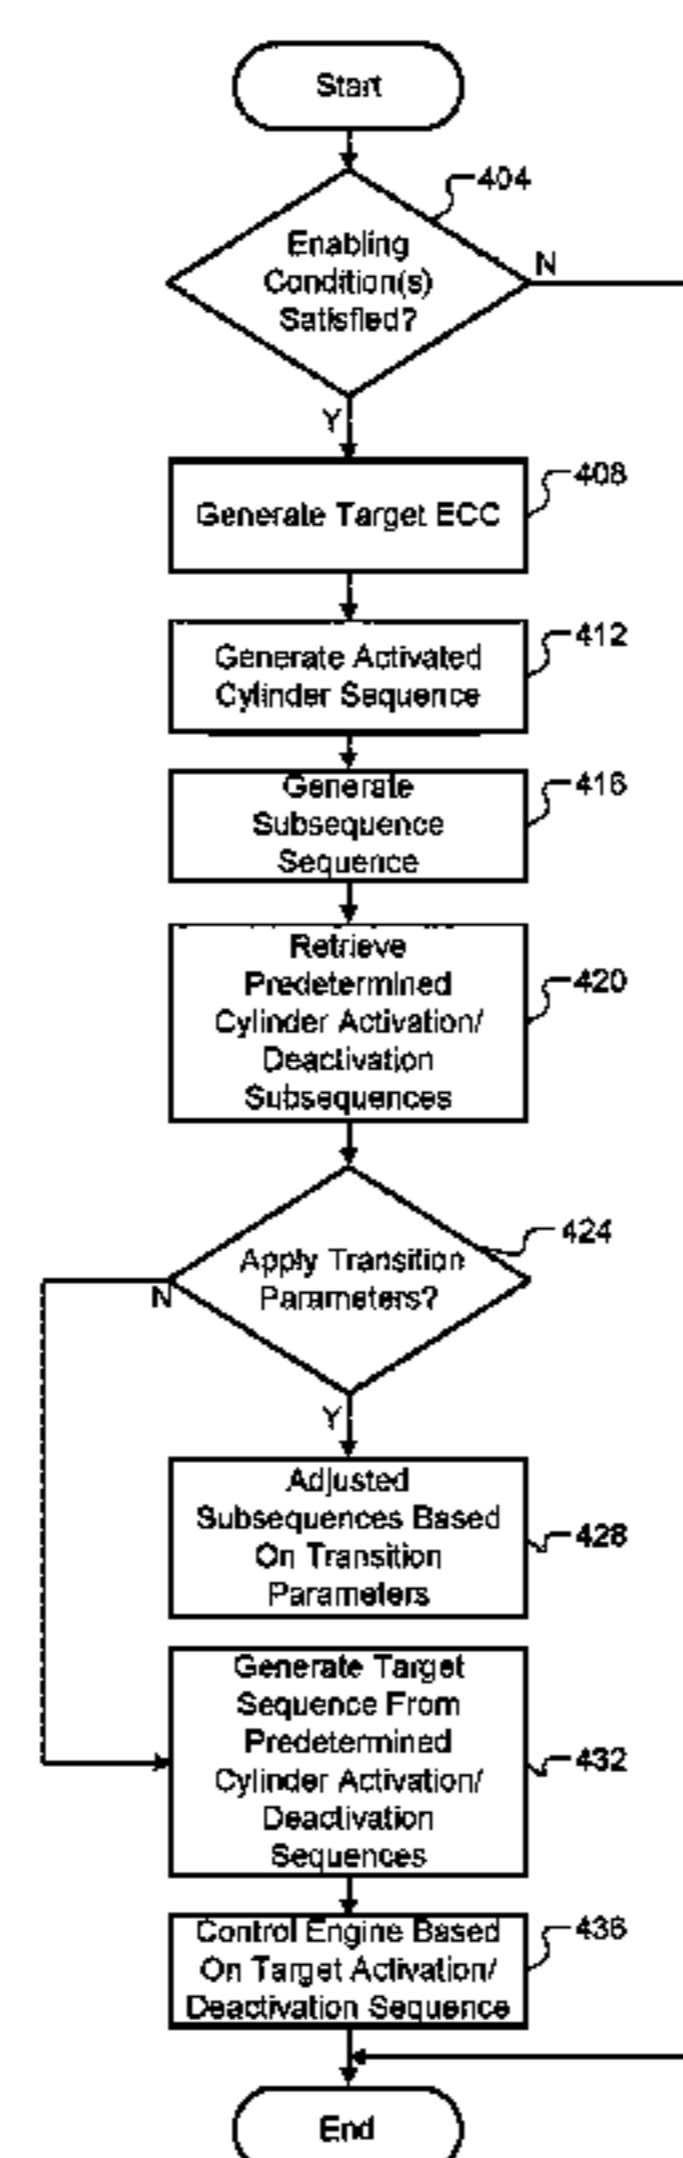 Start
404
Enabling
Condition(s)
Satisfied?
N
Y
408
Generate Target ECC
412
Generate Activated
Cylinder Sequence
416
Generate
Subsequence
Sequence
420
Retrieve
Predetermined
Cylinder Activation/
Deactivation
Subsequences
424
Apply Transition
Parameters?
N
Y
428
Adjusted
Subsequences Based
On Transition
Parameters
432
Generate Target
Sequence From
Predetermined
Cylinder Activation/
Deactivation
Sequences
436
Control Engine Based
On Target Activation/
Deactivation Sequence
End